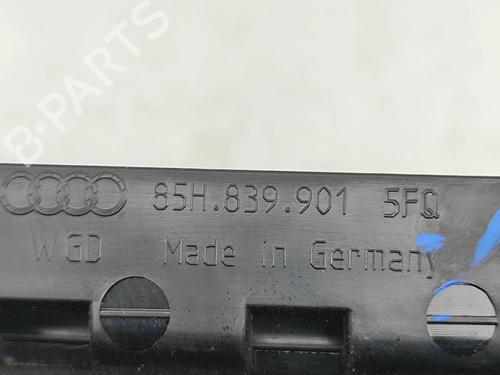 B-PARTS
85H.839.901 5FQ
WGD Made in Germany